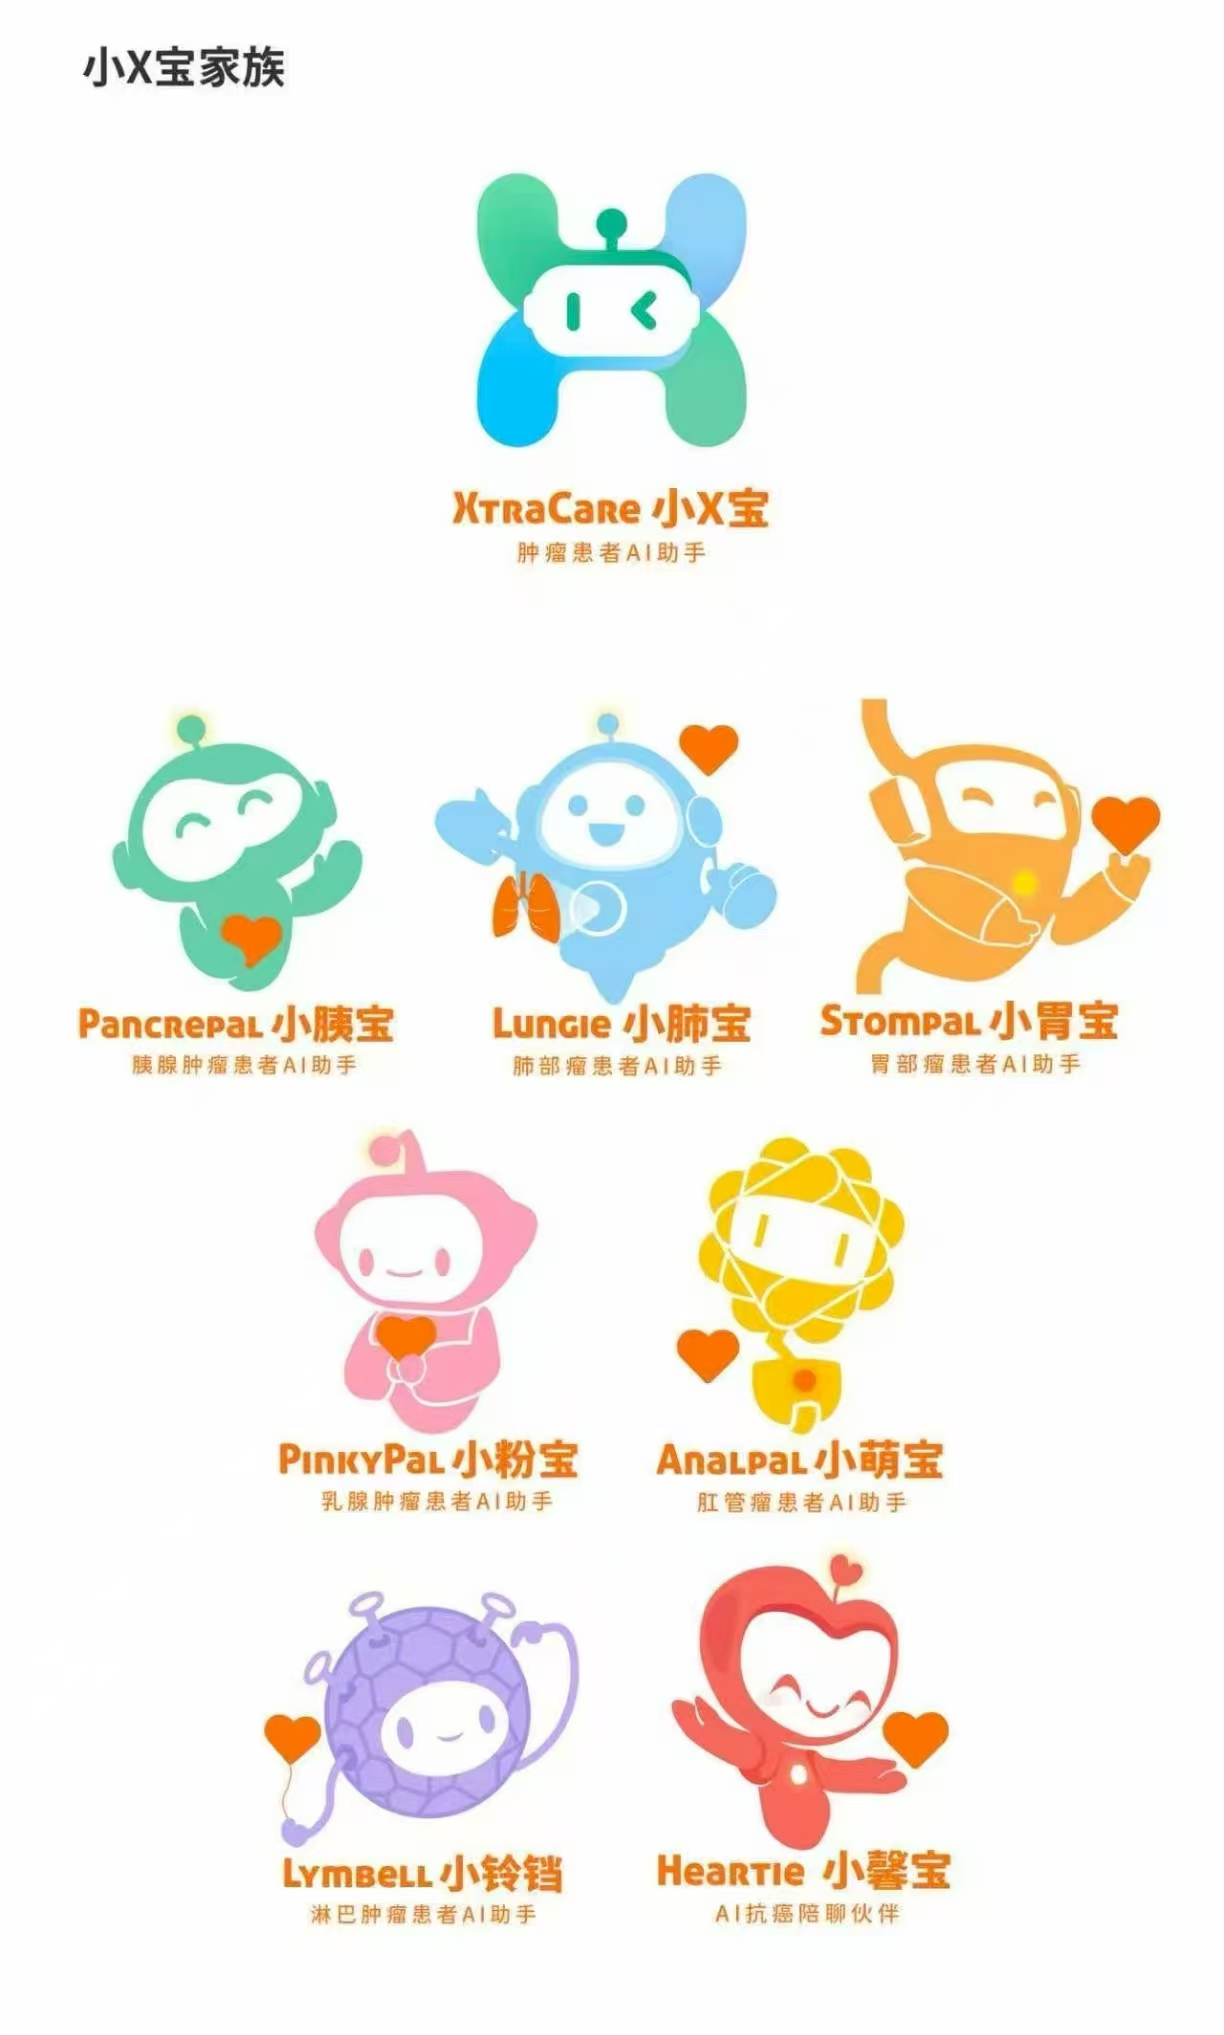 小X宝家族
XTRaCaRe 小X宝
肿瘤患者AI助手
PancRePaL 小胰宝
胰腺肿瘤患者AI助手
LunGIe 小肺宝
肺部瘤患者AI助手
STOMPaL 小胃宝
胃部瘤患者AI助手
PInKYPaL 小粉宝
乳腺肿瘤患者AI助手
AnaLPaL 小萌宝
肛管瘤患者AI助手
LYMBeLL 小铃铛
淋巴肿瘤患者AI助手
HeaRTIe 小馨宝
AI抗癌陪聊伙伴